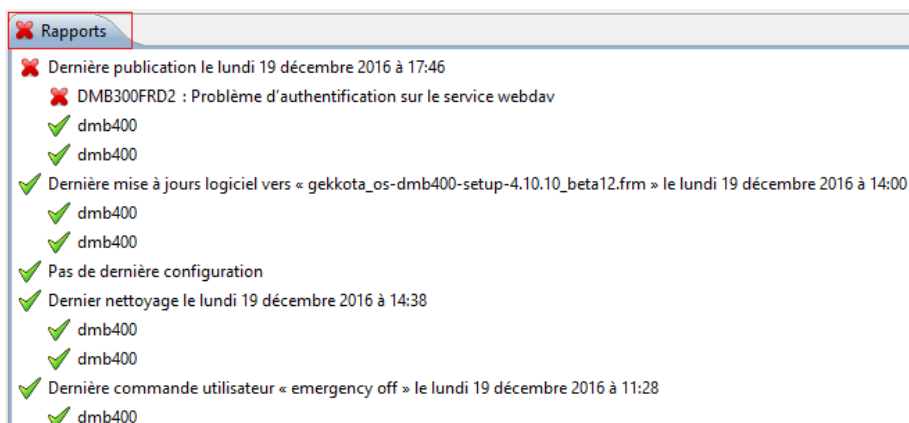 Rapports
Dernière publication le lundi 19 décembre 2016 à 17:46
DMB300FRD2 : Problème d'authentification sur le service webdav
dmb400
dmb400
Dernière mise à jours logiciel vers « gekkota_os-dmb400-setup-4.10.10_beta12.frm » le lundi 19 décembre 2016 à 14:00
dmb400
dmb400
Pas de dernière configuration
Dernier nettoyage le lundi 19 décembre 2016 à 14:38
dmb400
dmb400
Dernière commande utilisateur « emergency off » le lundi 19 décembre 2016 à 11:28
dmb400